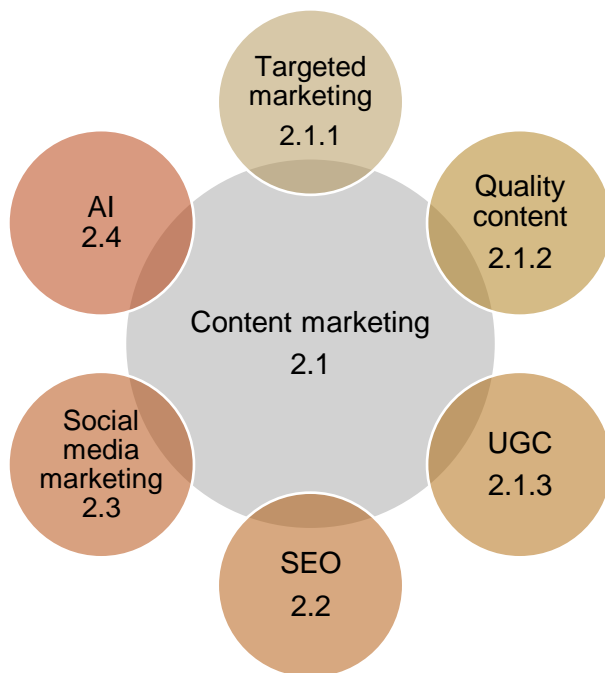 Targeted
marketing
2.1.1
Quality
content
2.1.2
AI
2.4
Content marketing
2.1
UGC
2.1.3
Social
media
marketing
2.3
SEO
2.2